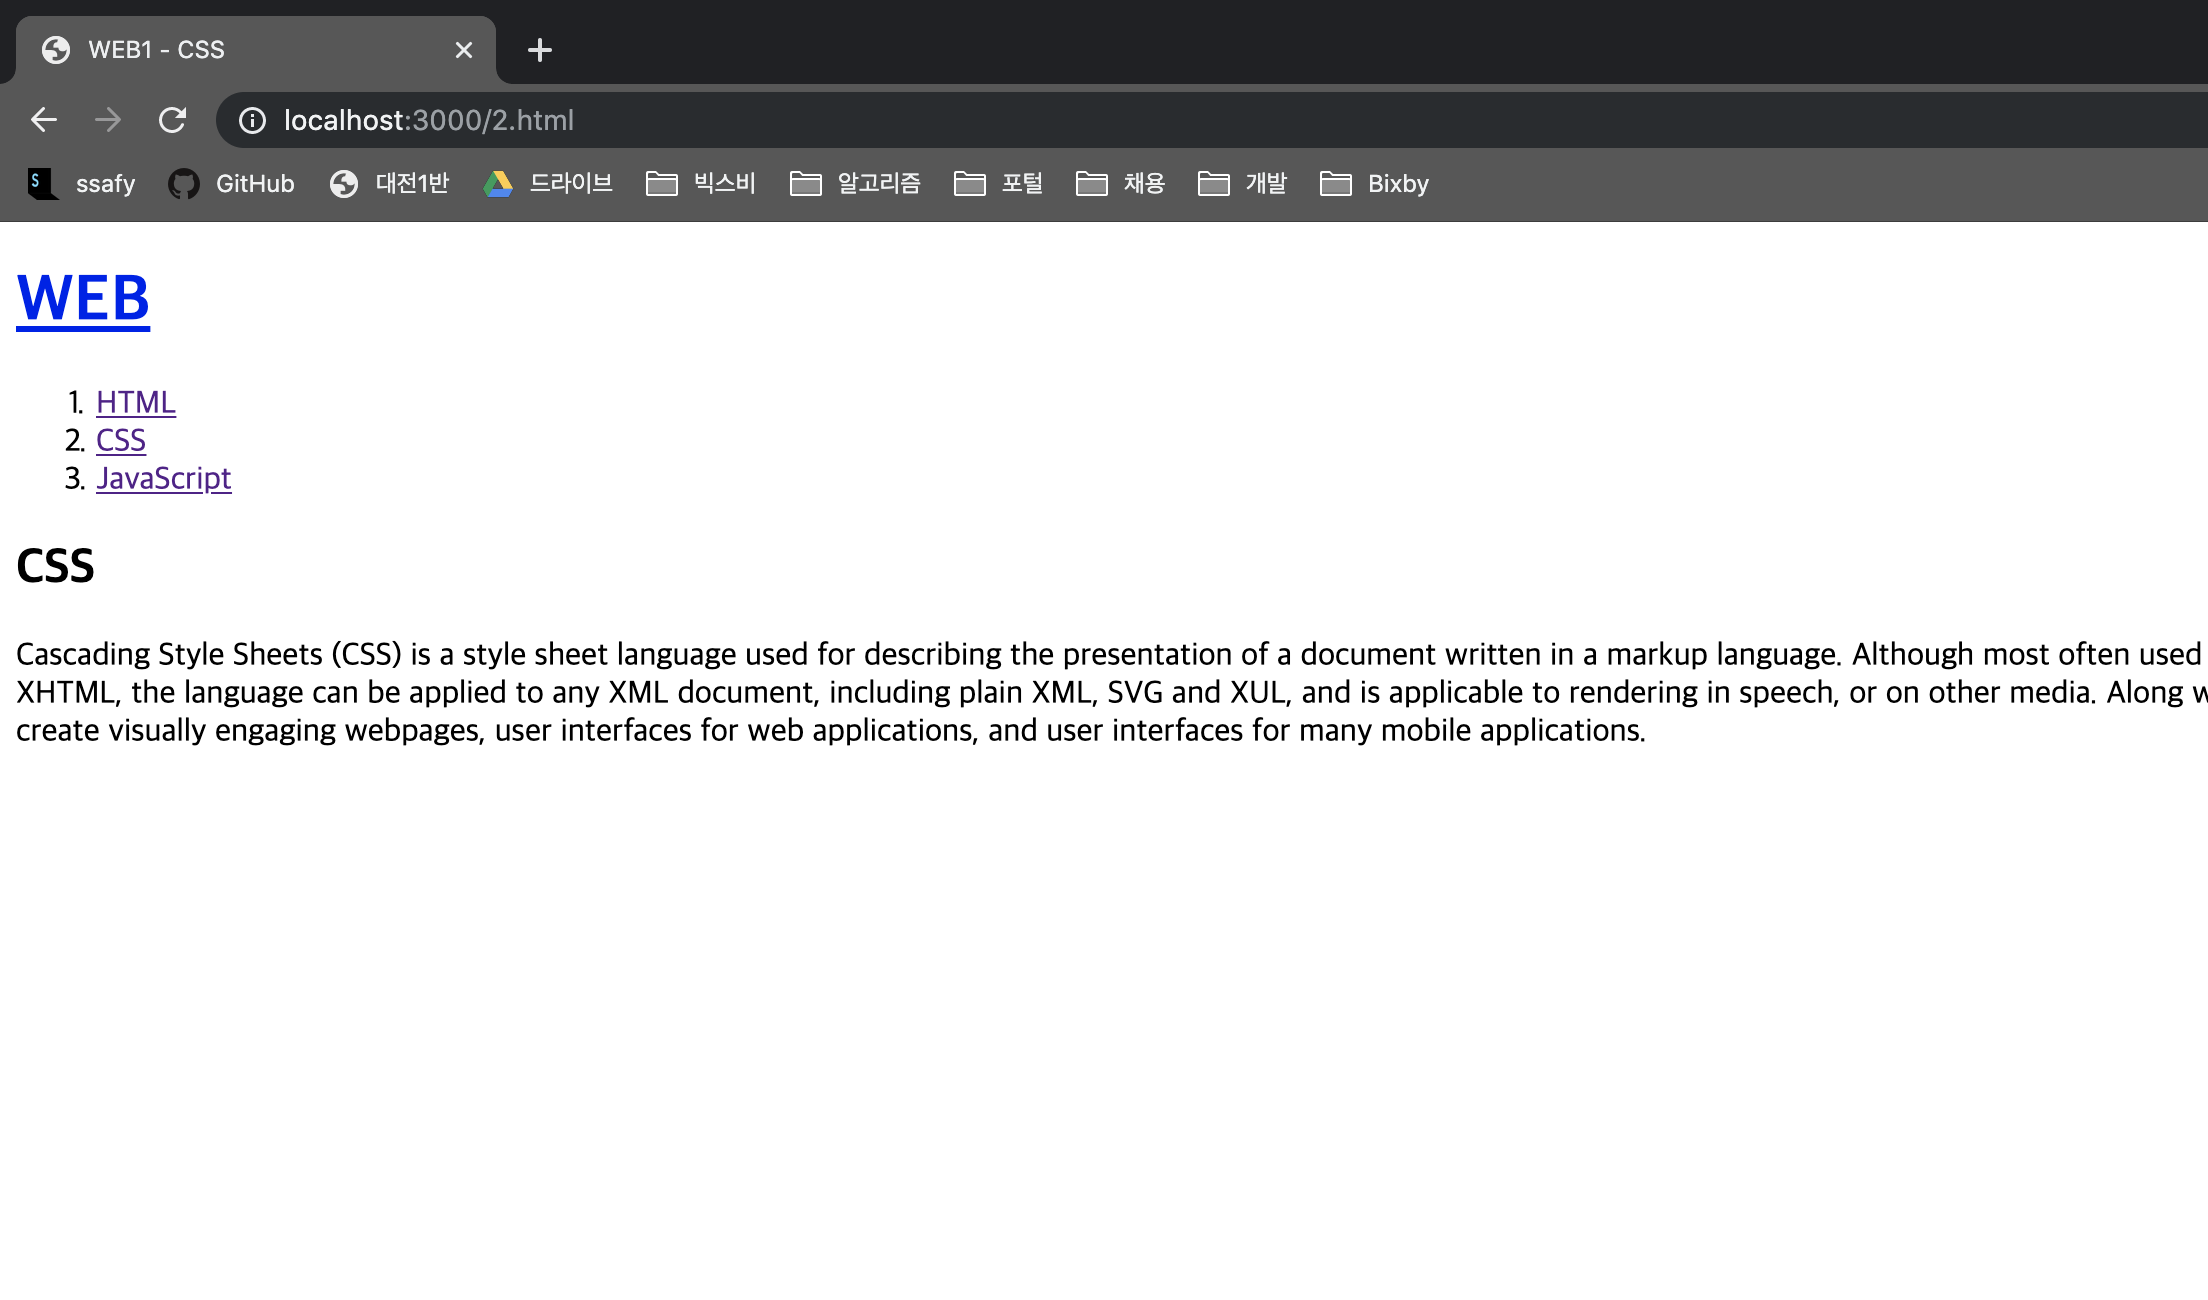 WEB1 - CSS
localhost:3000/2.html
ssafy GitHub 대전1반 드라이브 빅스비 알고리즘 포털 채용 개발 Bixby
WEB
1. HTML
2. CSS
3. JavaScript
CSS
Cascading Style Sheets (CSS) is a style sheet language used for describing the presentation of a document written in a markup language. Although most often used
XHTML, the language can be applied to any XML document, including plain XML, SVG and XUL, and is applicable to rendering in speech, or on other media. Along
create visually engaging webpages, user interfaces for web applications, and user interfaces for many mobile applications.